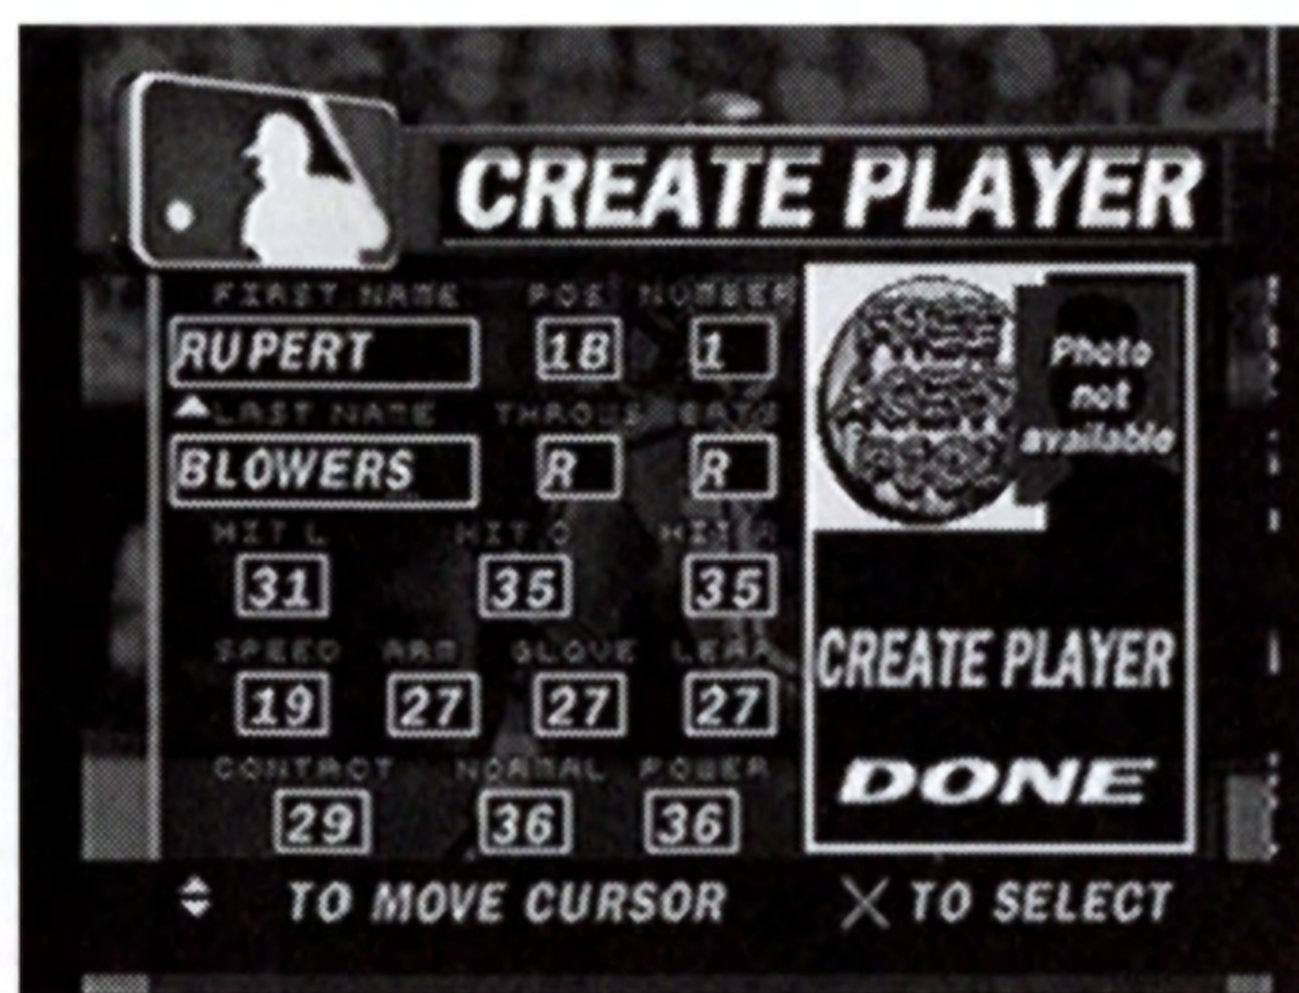 CREATE PLAYER
FIRST NAME POS NUMBER
RUPERT 1B 1
LAST NAME THROWS BATS
BLOWERS R R
HIT L HIT C HIT R
31 35 35
SPEED ARM GLOVE LEAP
19 27 27 27
CONTACT NORMAL POWER
29 36 36
Photo
not
available
CREATE PLAYER
DONE
TO MOVE CURSOR X TO SELECT